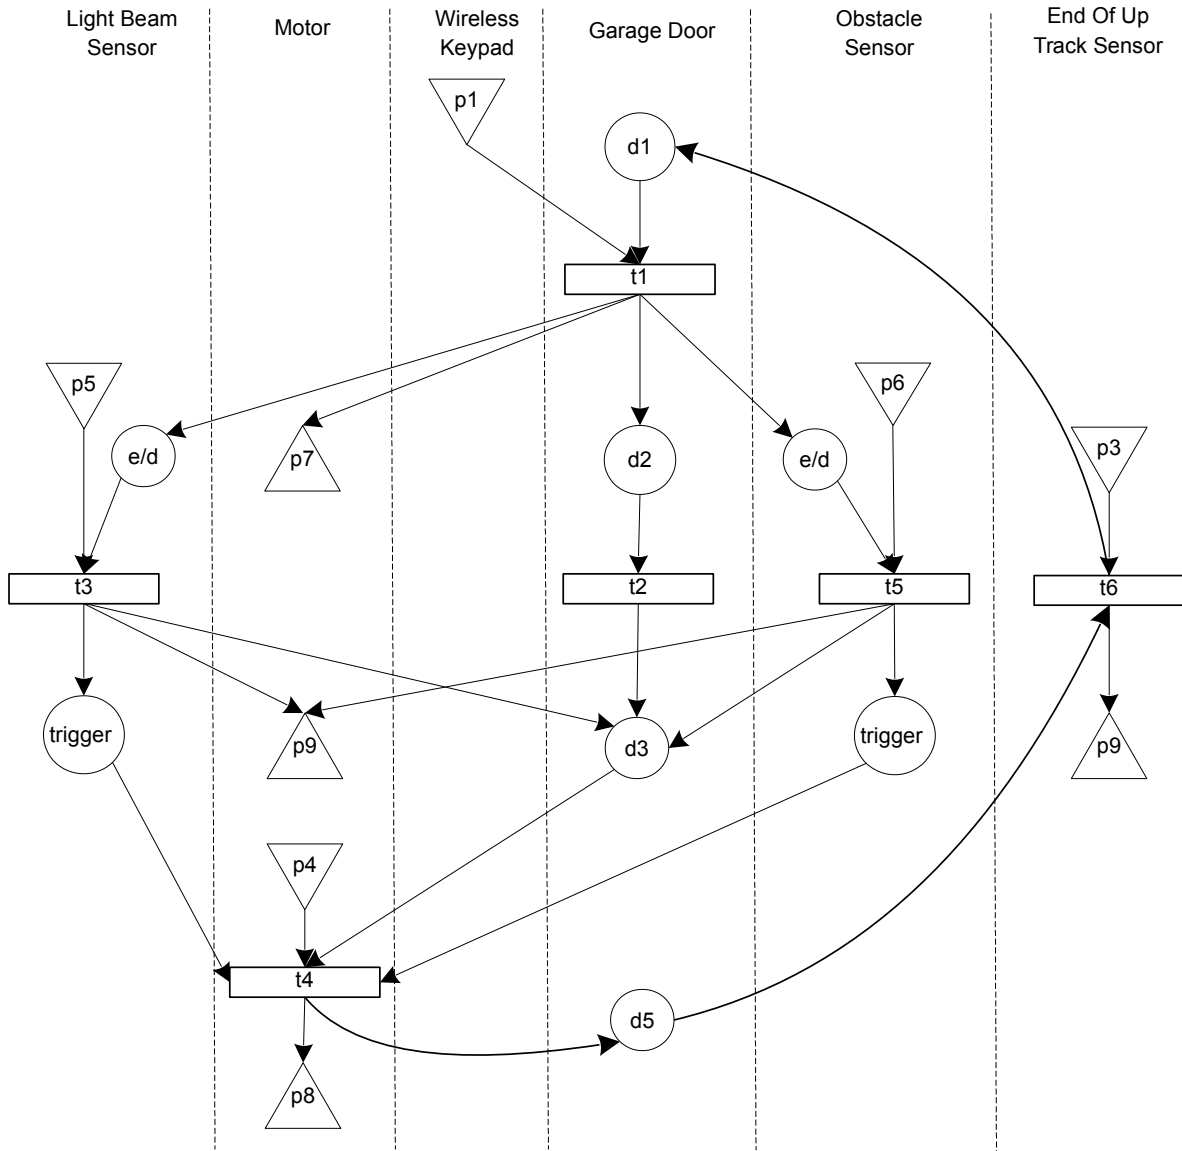 Light Beam
Sensor
Motor
Wireless
Keypad
Garage Door
Obstacle
Sensor
End Of Up
Track Sensor
p1
d1
t1
p5
p6
e/d
p7
d2
e/d
p3
t3
t2
t5
t6
trigger
p9
d3
trigger
p9
p4
t4
d5
p8